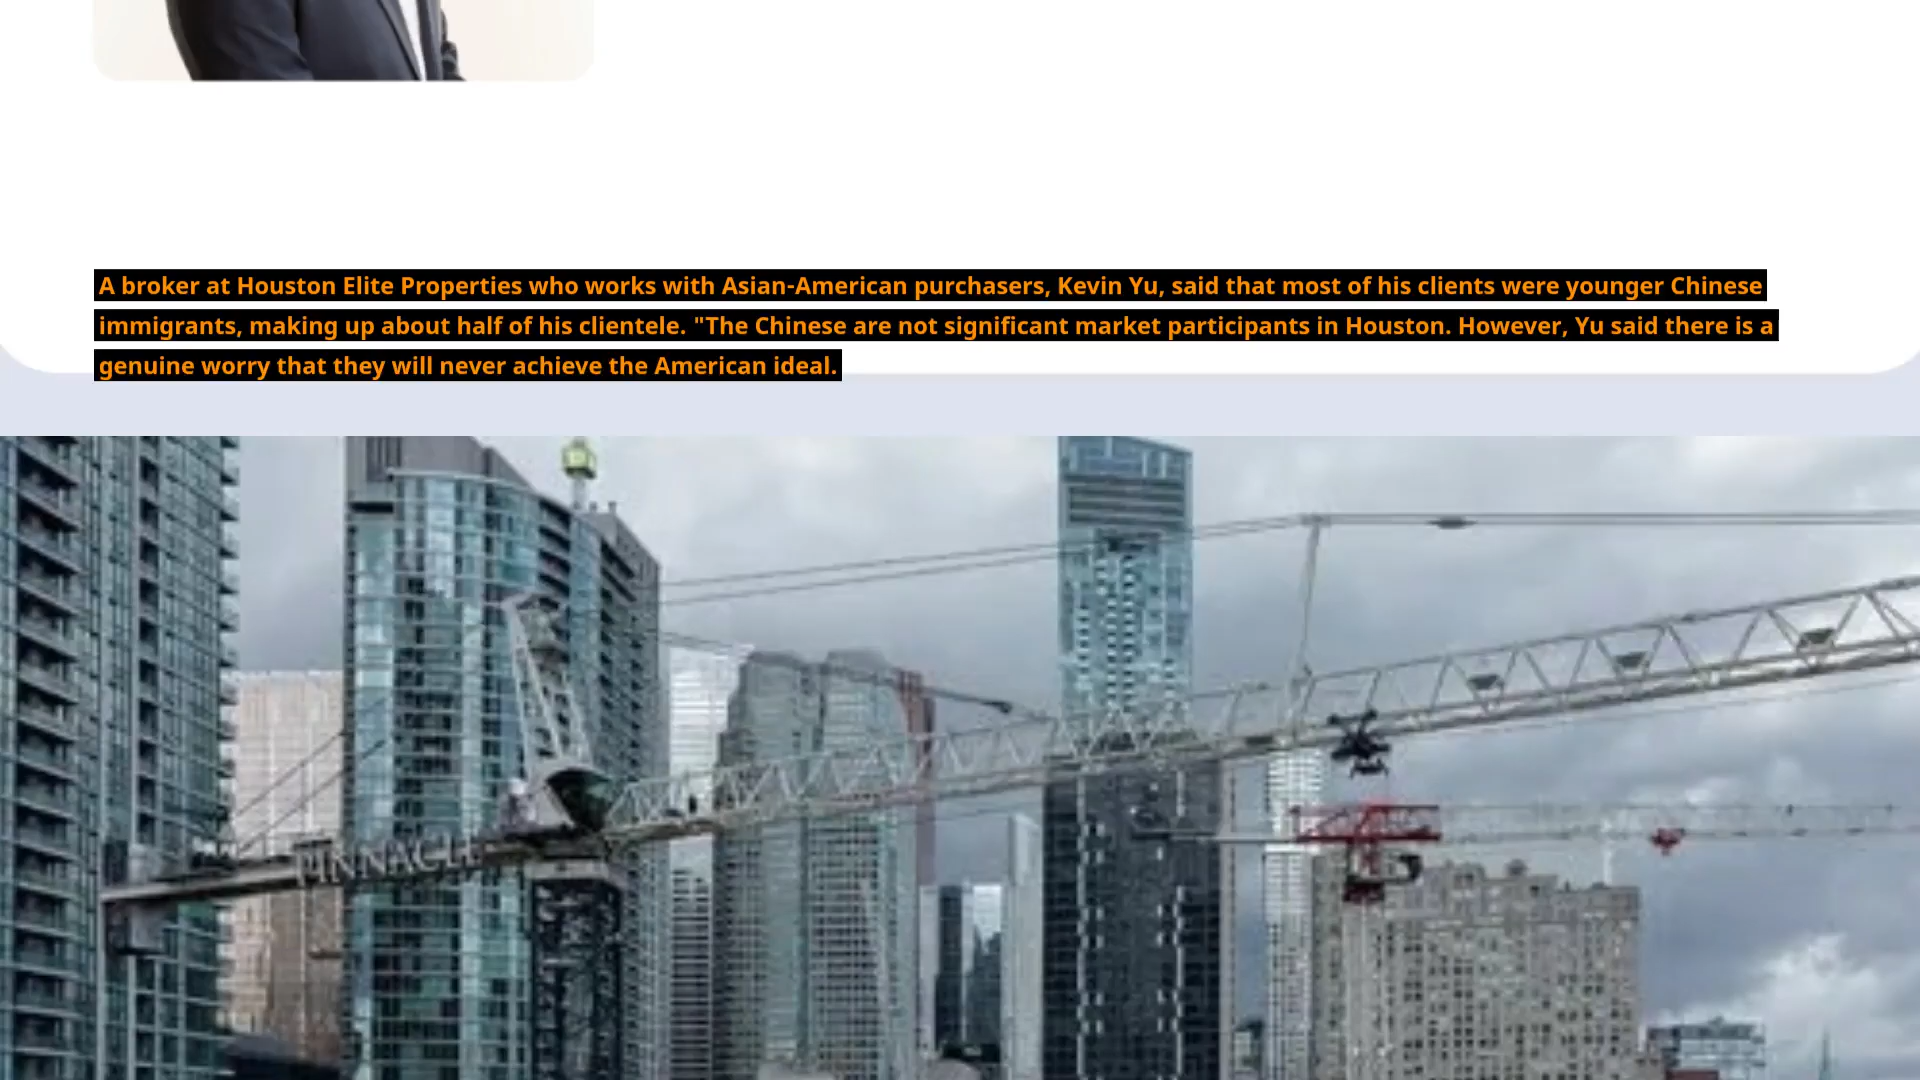 A broker at Houston Elite Properties who works with Asian-American purchasers, Kevin Yu, said that most of his clients were younger Chinese
immigrants, making up about half of his clientele. "The Chinese are not significant market participants in Houston. However, Yu said there is a
genuine worry that they will never achieve the American ideal.
PINNACLE